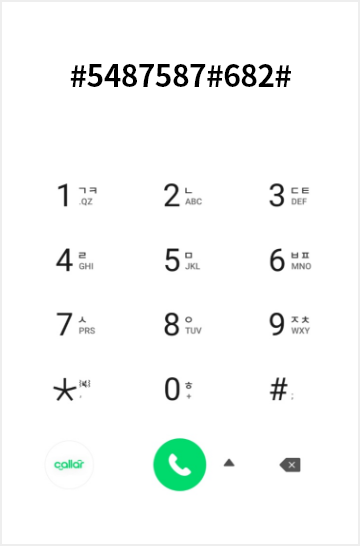 #5487587#682#
1 ㄱㅋ .QZ
2 ㄴ ABC
3 ㄷㅌ DEF
4 ㄹ GHI
5 ㅁ JKL
6 ㅂㅍ MNO
7 ㅅ PRS
8 ㅇ TUV
9 ㅈㅊ WXY
* ,
0 ㅎ +
# ;
callar